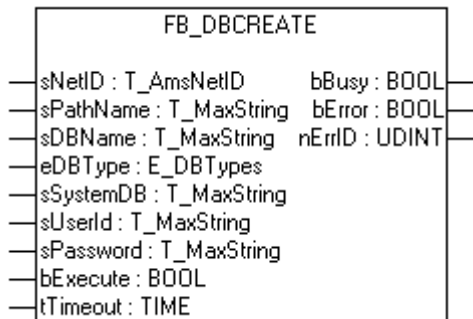 FB_DBCREATE
sNetID : T_AmsNetID bBusy : BOOL
sPathName : T_MaxString bError : BOOL
sDBName : T_MaxString nErrID : UDINT
eDBType : E_DBTypes
sSystemDB : T_MaxString
sUserId : T_MaxString
sPassword : T_MaxString
bExecute : BOOL
tTimeout : TIME